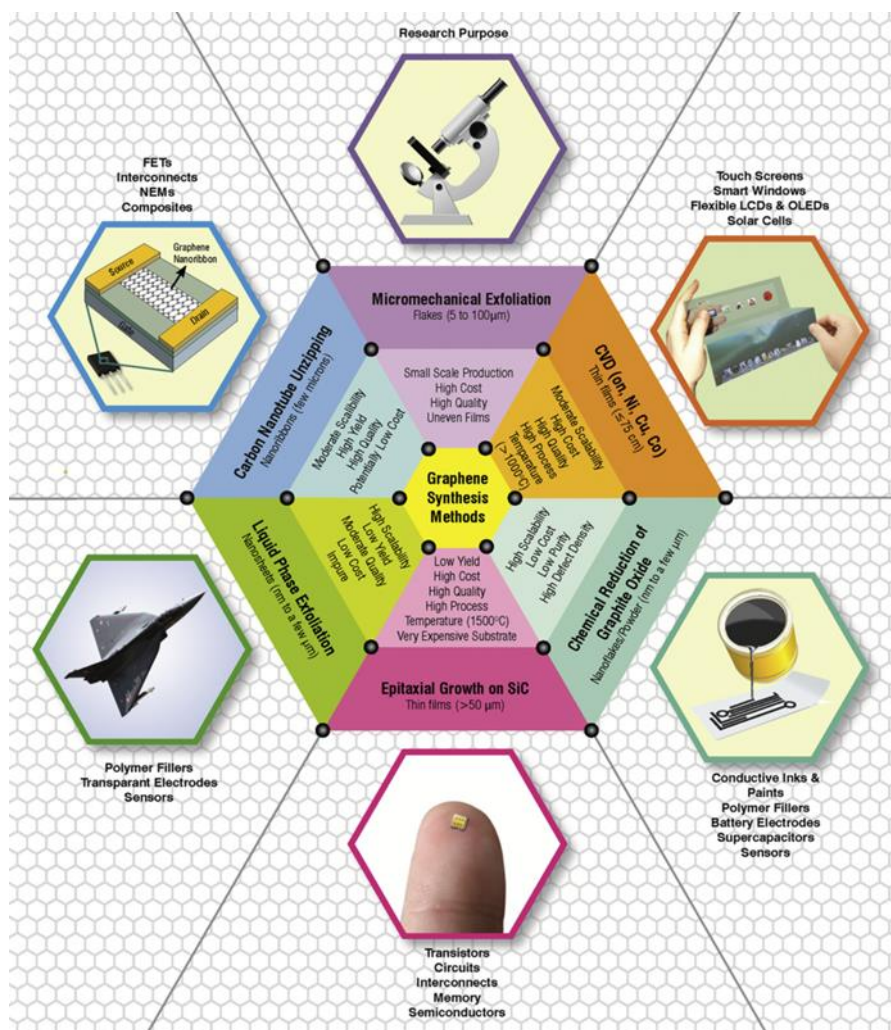 Research Purpose
FETs
Interconnects
NEMs
Composites
Touch Screens
Smart Windows
Flexible LCDs & OLEDs
Solar Cells
Source
Graphene
Nanoribbon
Gate
Drain
Micromechanical Exfoliation
Flakes (5 to 100μm)
Small Scale Production
High Cost
High Quality
Uneven Films
CVD (on, Ni, Cu, Co)
Thin films (≤75 cm)
Moderate Scalability
High Cost
High Quality
High Process
Temperature
(>1000°C)
Carbon Nanotube Unzipping
Nanoribbons (few microns)
Moderate Scalibility
High Yield
High Quality
Potentially Low Cost
Graphene
Synthesis
Methods
Liquid Phase Exfoliation
Nanosheets (nm to a few μm)
High Scalability
Low Yield
Moderate Quality
Low Cost
Impure
Low Yield
High Cost
High Quality
High Process
Temperature (1500°C)
Very Expensive Substrate
Epitaxial Growth on SiC
Thin films (>50 μm)
High Scalability
Low Cost
Low Purity
High Defect Density
Chemical Reduction of
Graphite Oxide
Nanoflakes/Powder (nm to a few μm)
Polymer Fillers
Transparant Electrodes
Sensors
Conductive Inks &
Paints
Polymer Fillers
Battery Electrodes
Supercapacitors
Sensors
Transistors
Circuits
Interconnects
Memory
Semiconductors